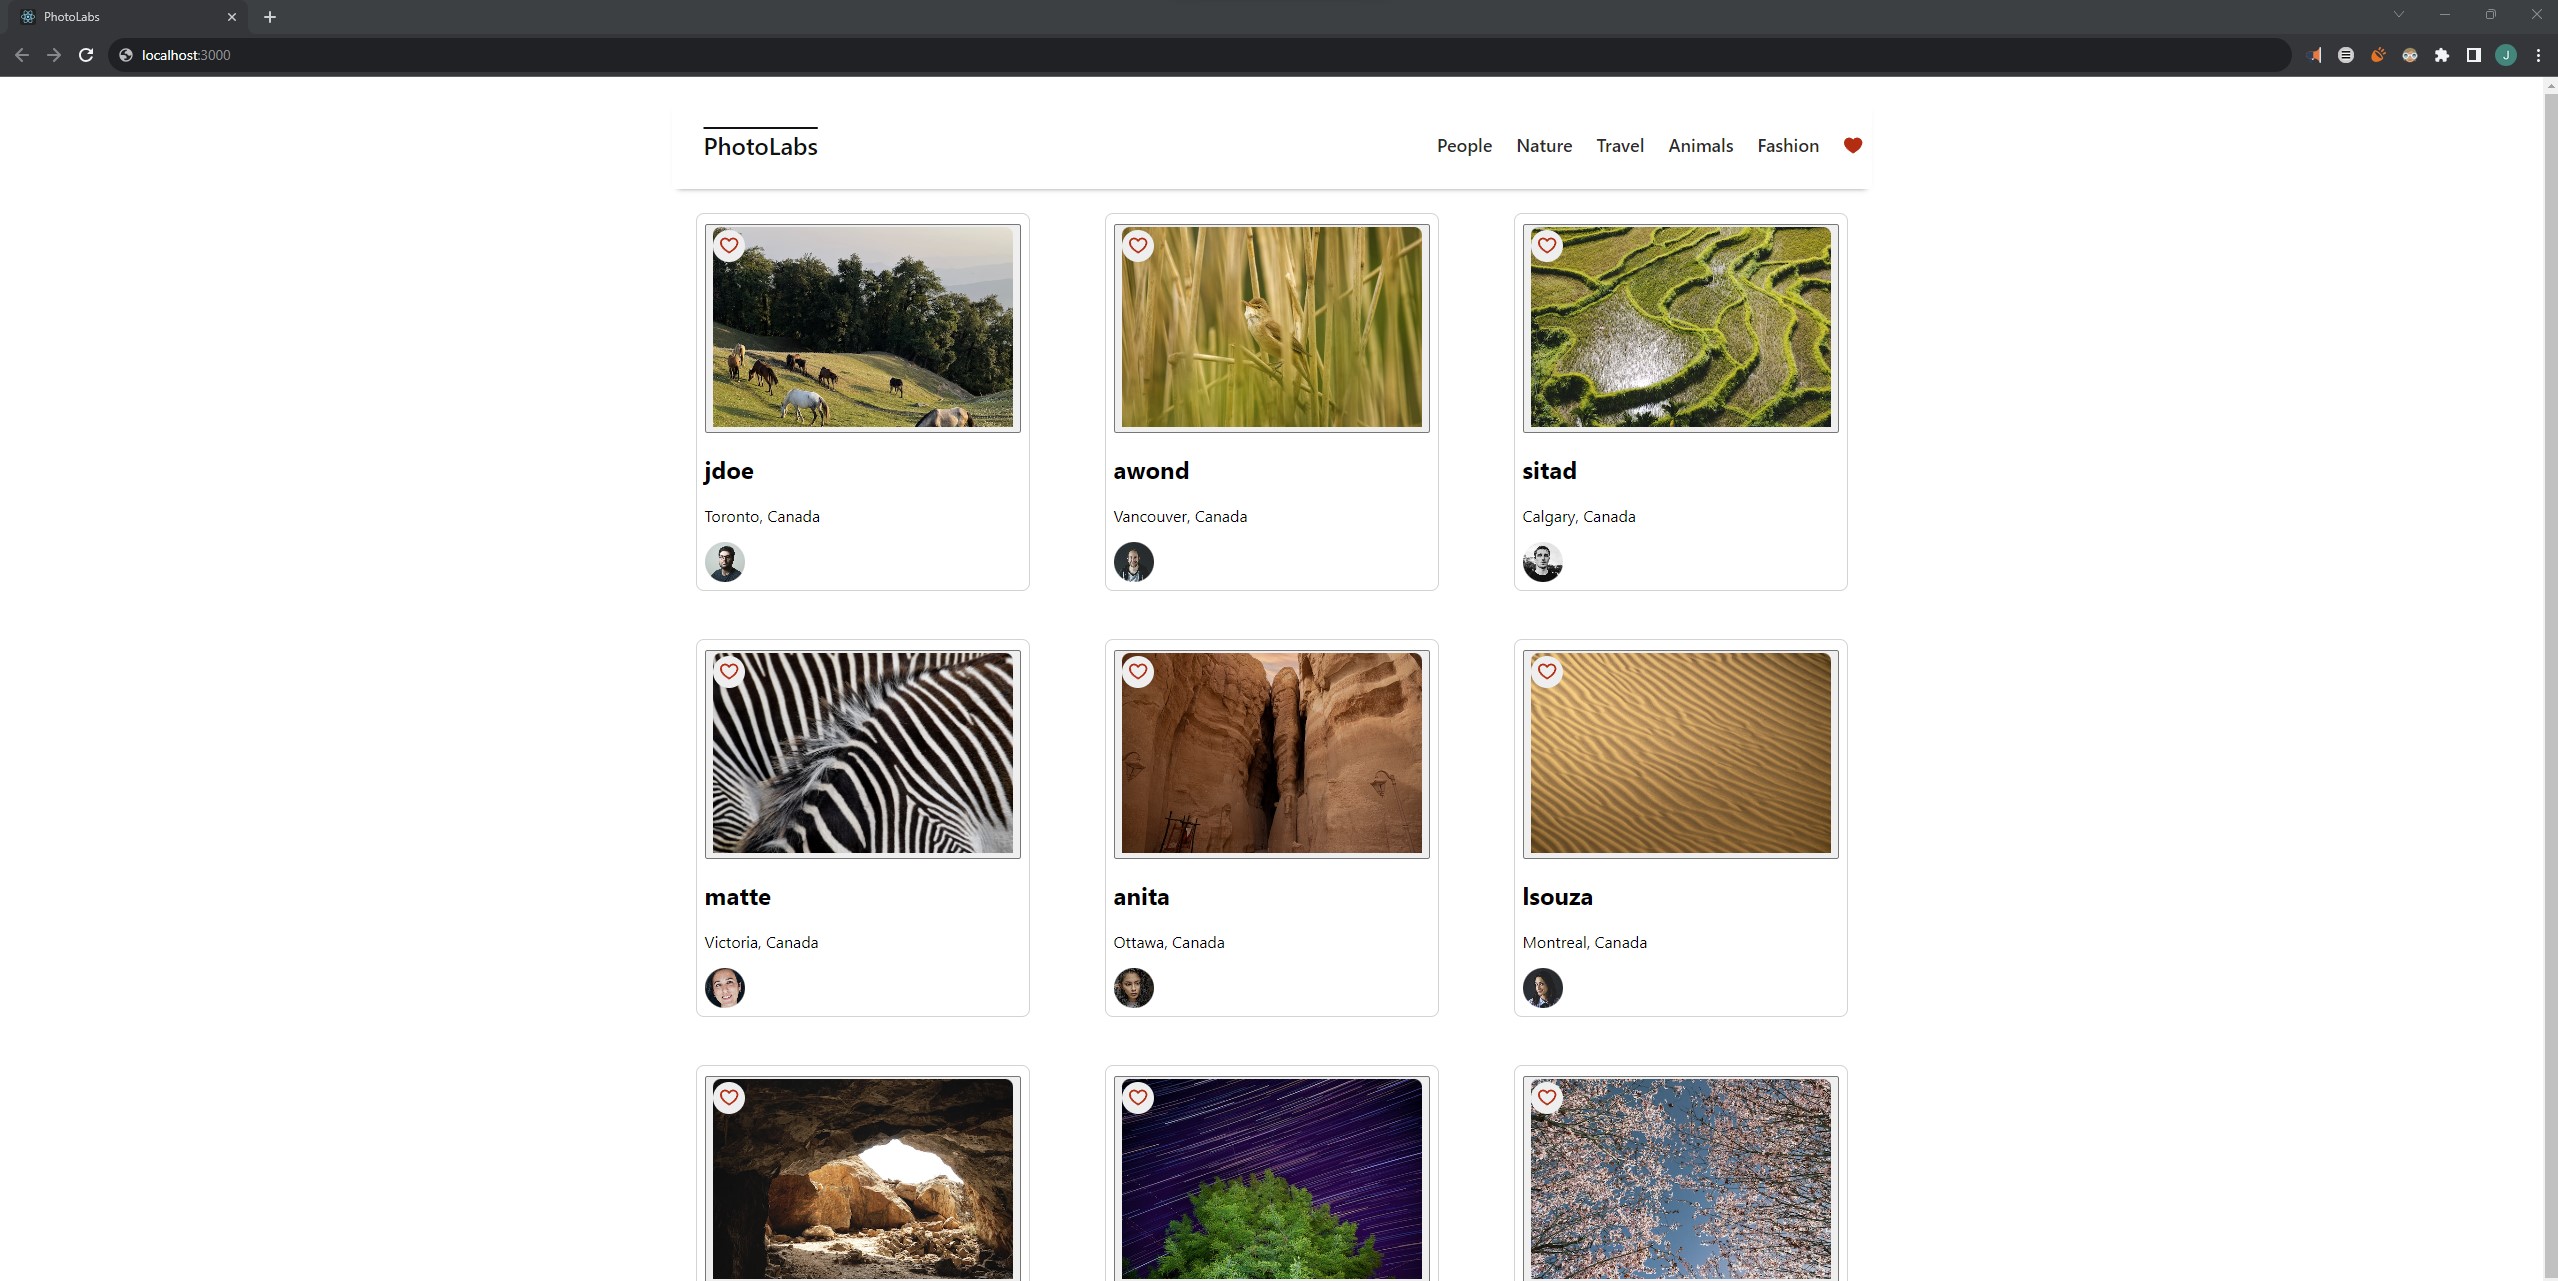 PhotoLabs
localhost:3000
J
PhotoLabs
People Nature Travel Animals Fashion
jdoe
Toronto, Canada
awond
Vancouver, Canada
sitad
Calgary, Canada
matte
Victoria, Canada
anita
Ottawa, Canada
lsouza
Montreal, Canada